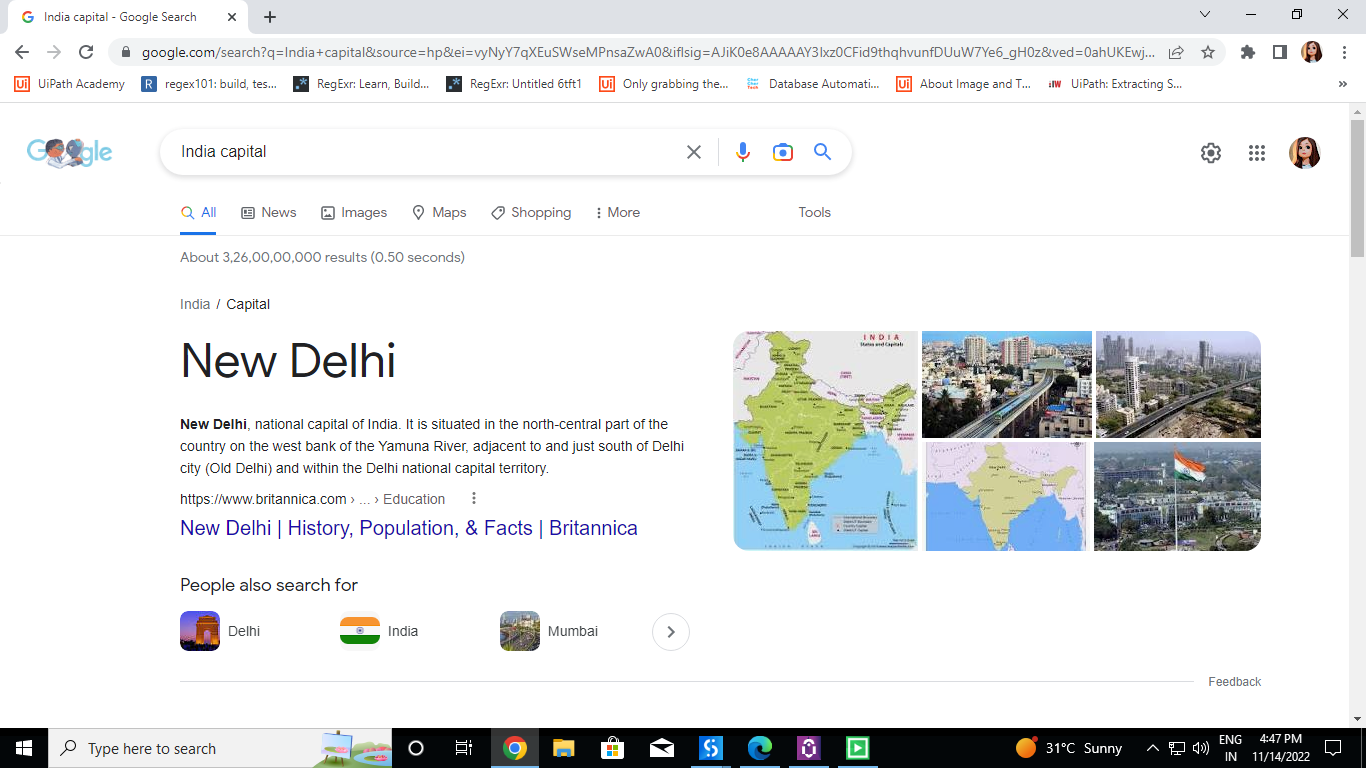 India capital - Google Search
google.com/search?q=India+capital&source=hp&ei=vyNyY7qXEuSWseMPnsaZwA0&iflsig=AJiK0e8AAAAAY3Ixz0CFid9thqhvunfDUuW7Ye6_gH0z&ved=0ahUKEwj...
UiPath Academy
regex101: build, tes...
RegExr: Learn, Build...
RegExr: Untitled 6tft1
Only grabbing the...
Database Automati...
About Image and T...
UiPath: Extracting S...
India capital
All
News
Images
Maps
Shopping
More
Tools
About 3,26,00,00,000 results (0.50 seconds)
India / Capital
New Delhi
INDIA
States and Capitals
New Delhi, national capital of India. It is situated in the north-central part of the
country on the west bank of the Yamuna River, adjacent to and just south of Delhi
city (Old Delhi) and within the Delhi national capital territory.
https://www.britannica.com › ... › Education
New Delhi | History, Population, & Facts | Britannica
People also search for
Delhi
India
Mumbai
Feedback
Type here to search
31°C Sunny
ENG
IN
4:47 PM
11/14/2022